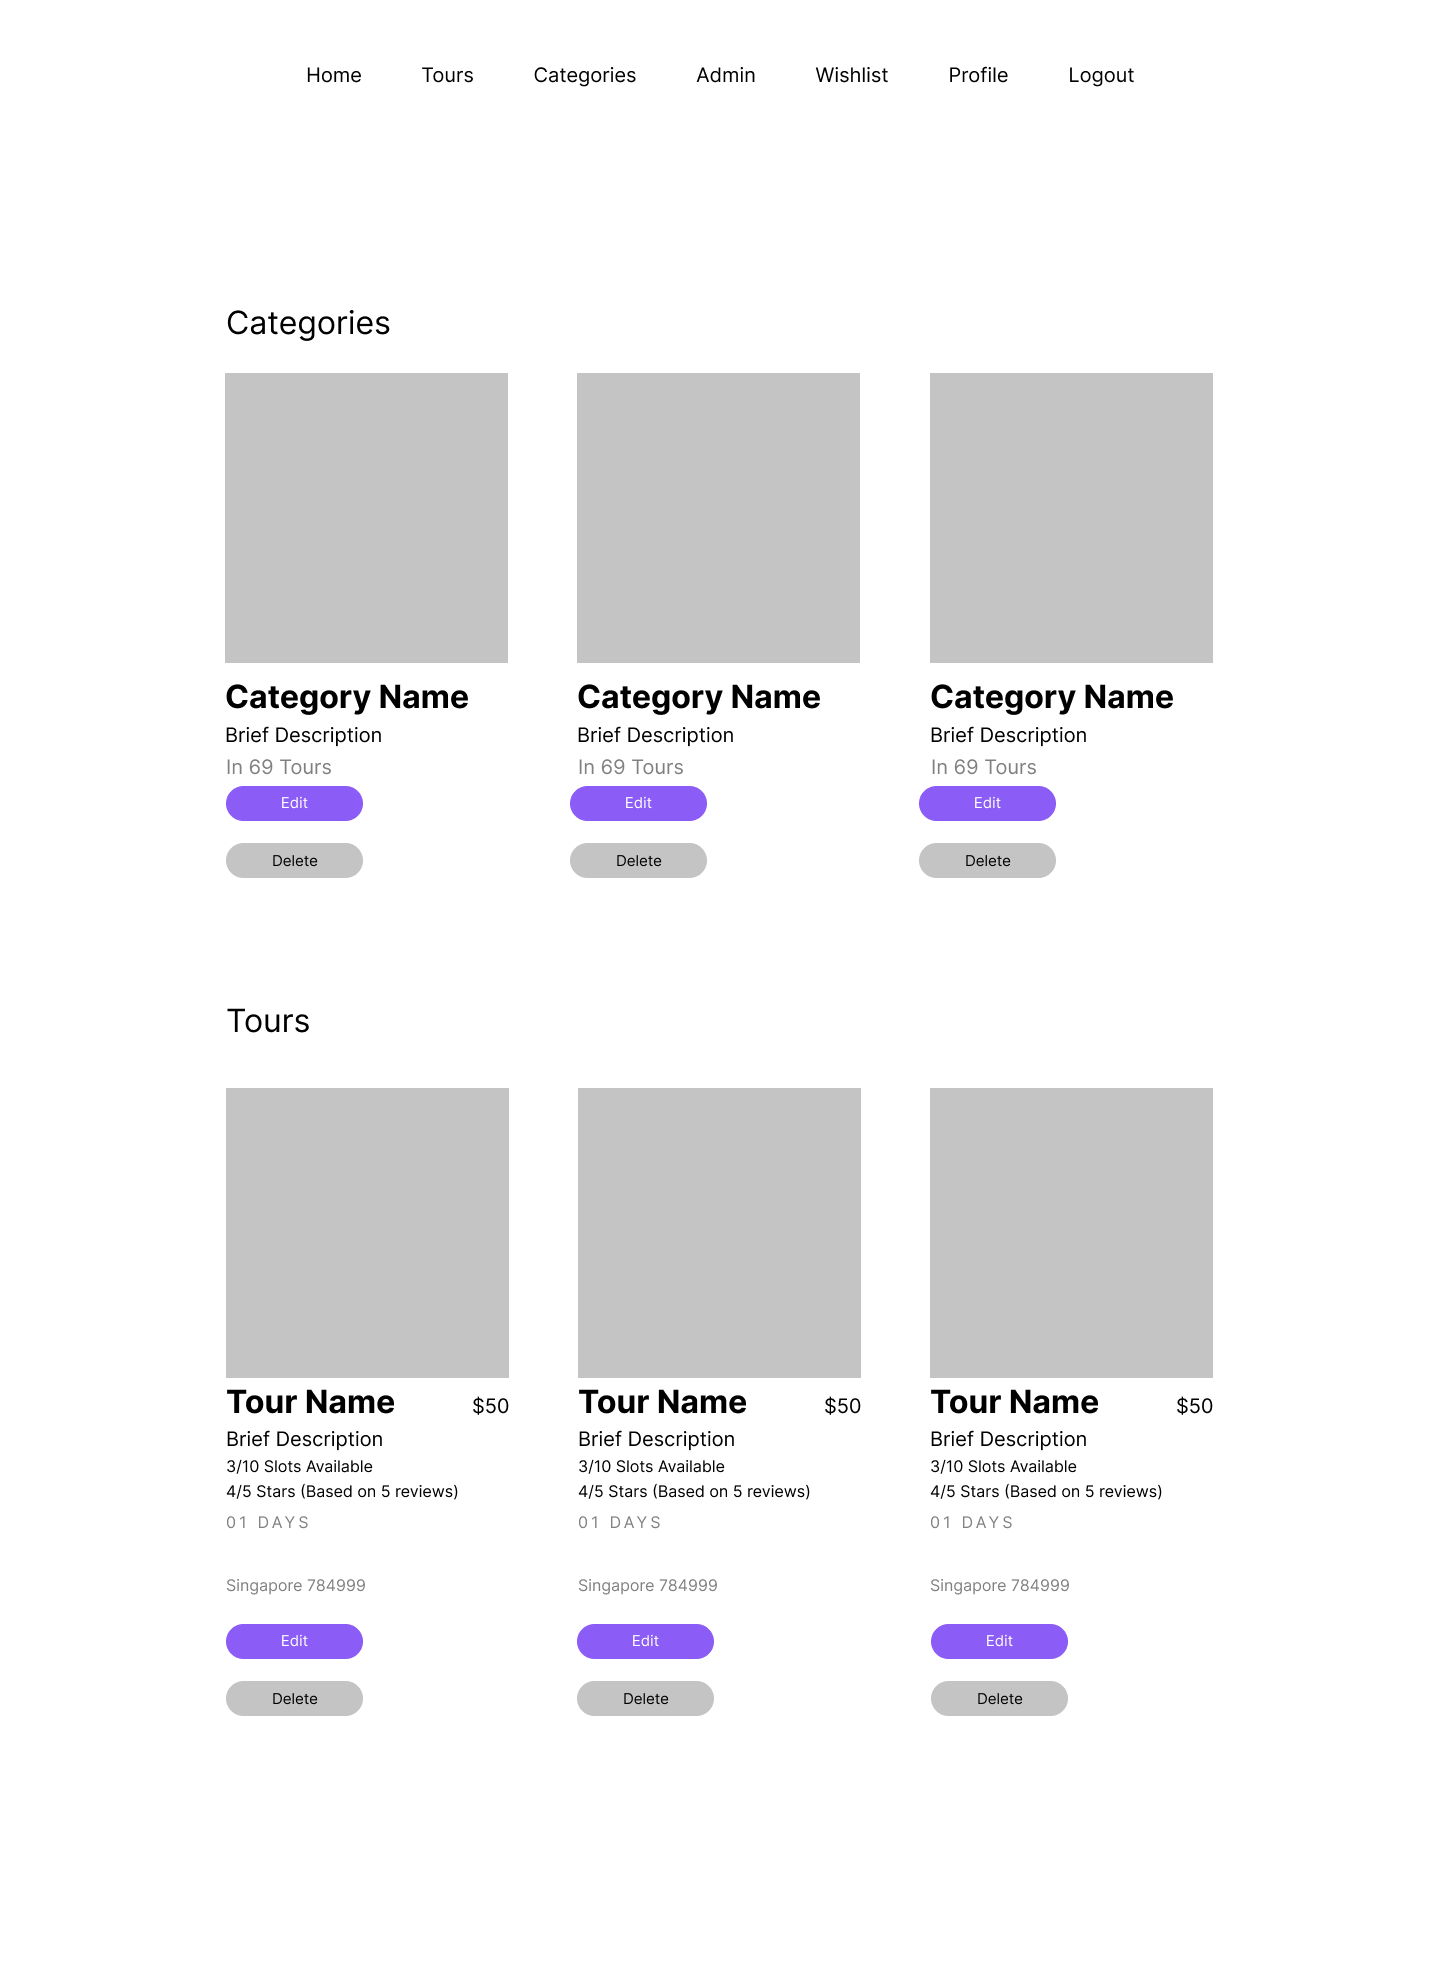 Home Tours Categories Admin Wishlist Profile Logout
Categories
Category Name Category Name Category Name
Brief Description Brief Description Brief Description
In 69 Tours In 69 Tours In 69 Tours
Edit Edit Edit
Delete Delete Delete
Tours
Tour Name $50 Tour Name $50 Tour Name $50
Brief Description Brief Description Brief Description
3/10 Slots Available 3/10 Slots Available 3/10 Slots Available
4/5 Stars (Based on 5 reviews) 4/5 Stars (Based on 5 reviews) 4/5 Stars (Based on 5 reviews)
01 DAYS 01 DAYS 01 DAYS
Singapore 784999 Singapore 784999 Singapore 784999
Edit Edit Edit
Delete Delete Delete